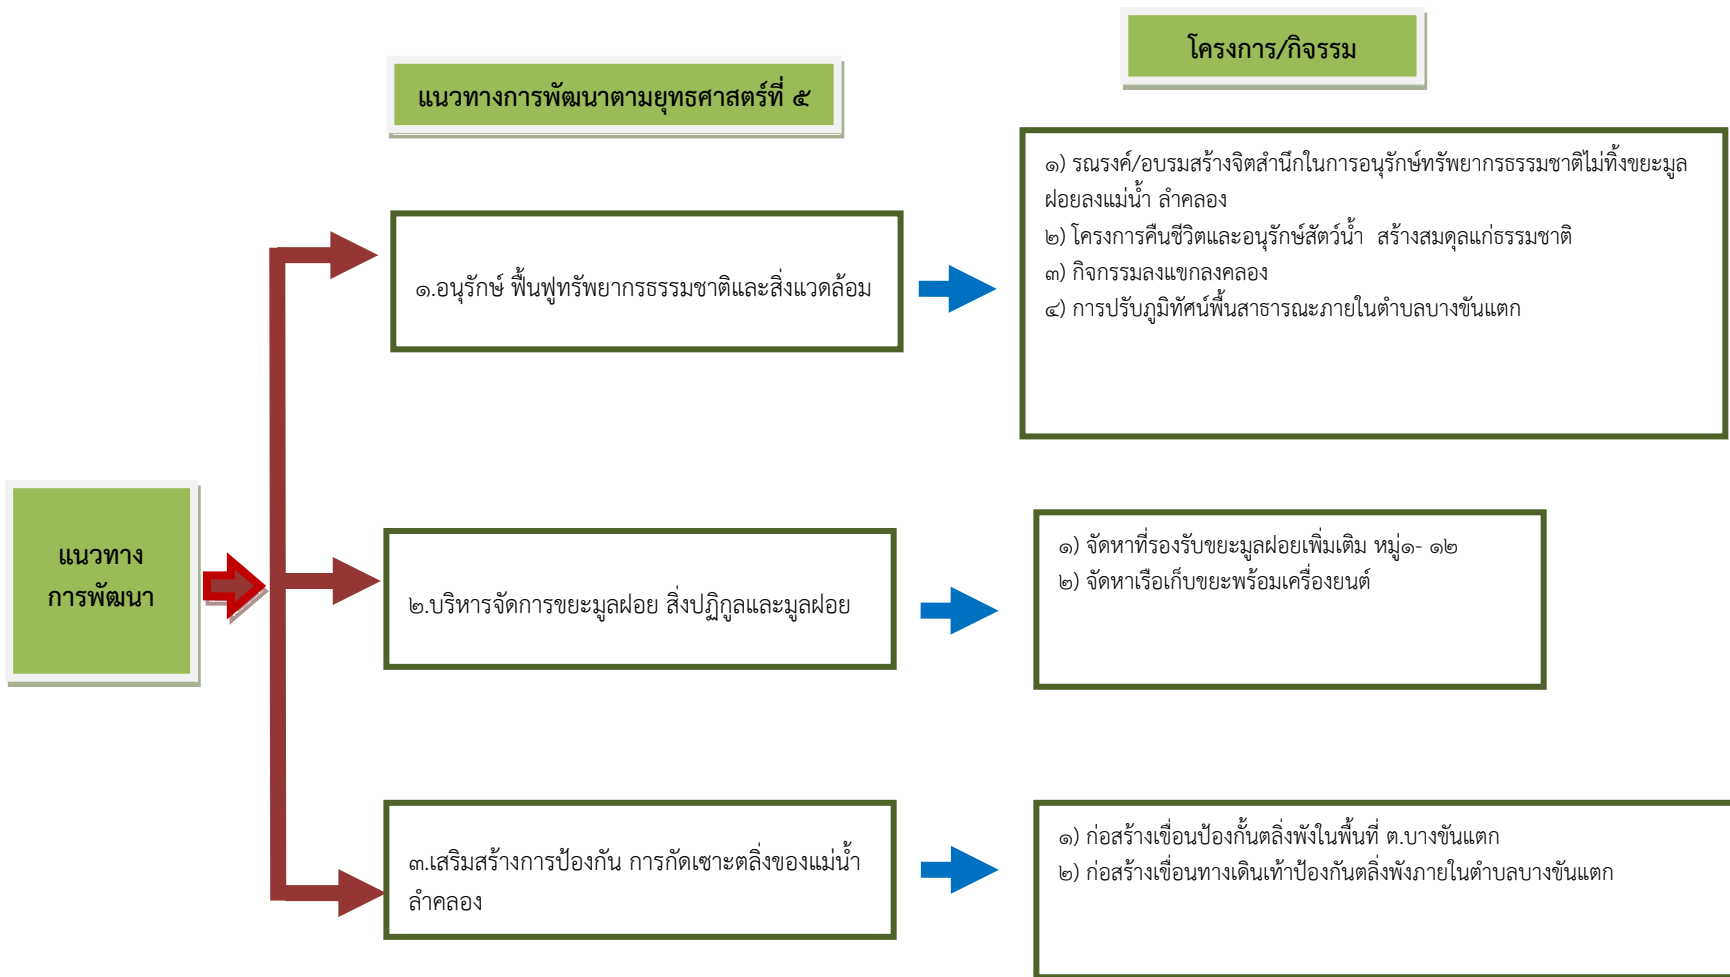 โครงการ/กิจรรม
แนวทางการพัฒนาตามยุทธศาสตร์ที่ ๕
๑) รณรงค์/อบรมสร้างจิตสำนึกในการอนุรักษ์ทรัพยากรธรรมชาติไม่ทิ้งขยะมูล
ฝอยลงแม่น้ำ ลำคลอง
๒) โครงการคืนชีวิตและอนุรักษ์สัตว์น้ำ สร้างสมดุลแก่ธรรมชาติ
๓) กิจกรรมลงแขกลงคลอง
๔) การปรับภูมิทัศน์พื้นสาธารณะภายในตำบลบางขันแตก
๑.อนุรักษ์ ฟื้นฟูทรัพยากรธรรมชาติและสิ่งแวดล้อม
แนวทาง
การพัฒนา
๒.บริหารจัดการขยะมูลฝอย สิ่งปฏิกูลและมูลฝอย
๑) จัดหาที่รองรับขยะมูลฝอยเพิ่มเติม หมู่๑- ๑๒
๒) จัดหาเรือเก็บขยะพร้อมเครื่องยนต์
๓.เสริมสร้างการป้องกัน การกัดเซาะตลิ่งของแม่น้ำ
ลำคลอง
๑) ก่อสร้างเขื่อนป้องกั้นตลิ่งพังในพื้นที่ ต.บางขันแตก
๒) ก่อสร้างเขื่อนทางเดินเท้าป้องกันตลิ่งพังภายในตำบลบางขันแตก